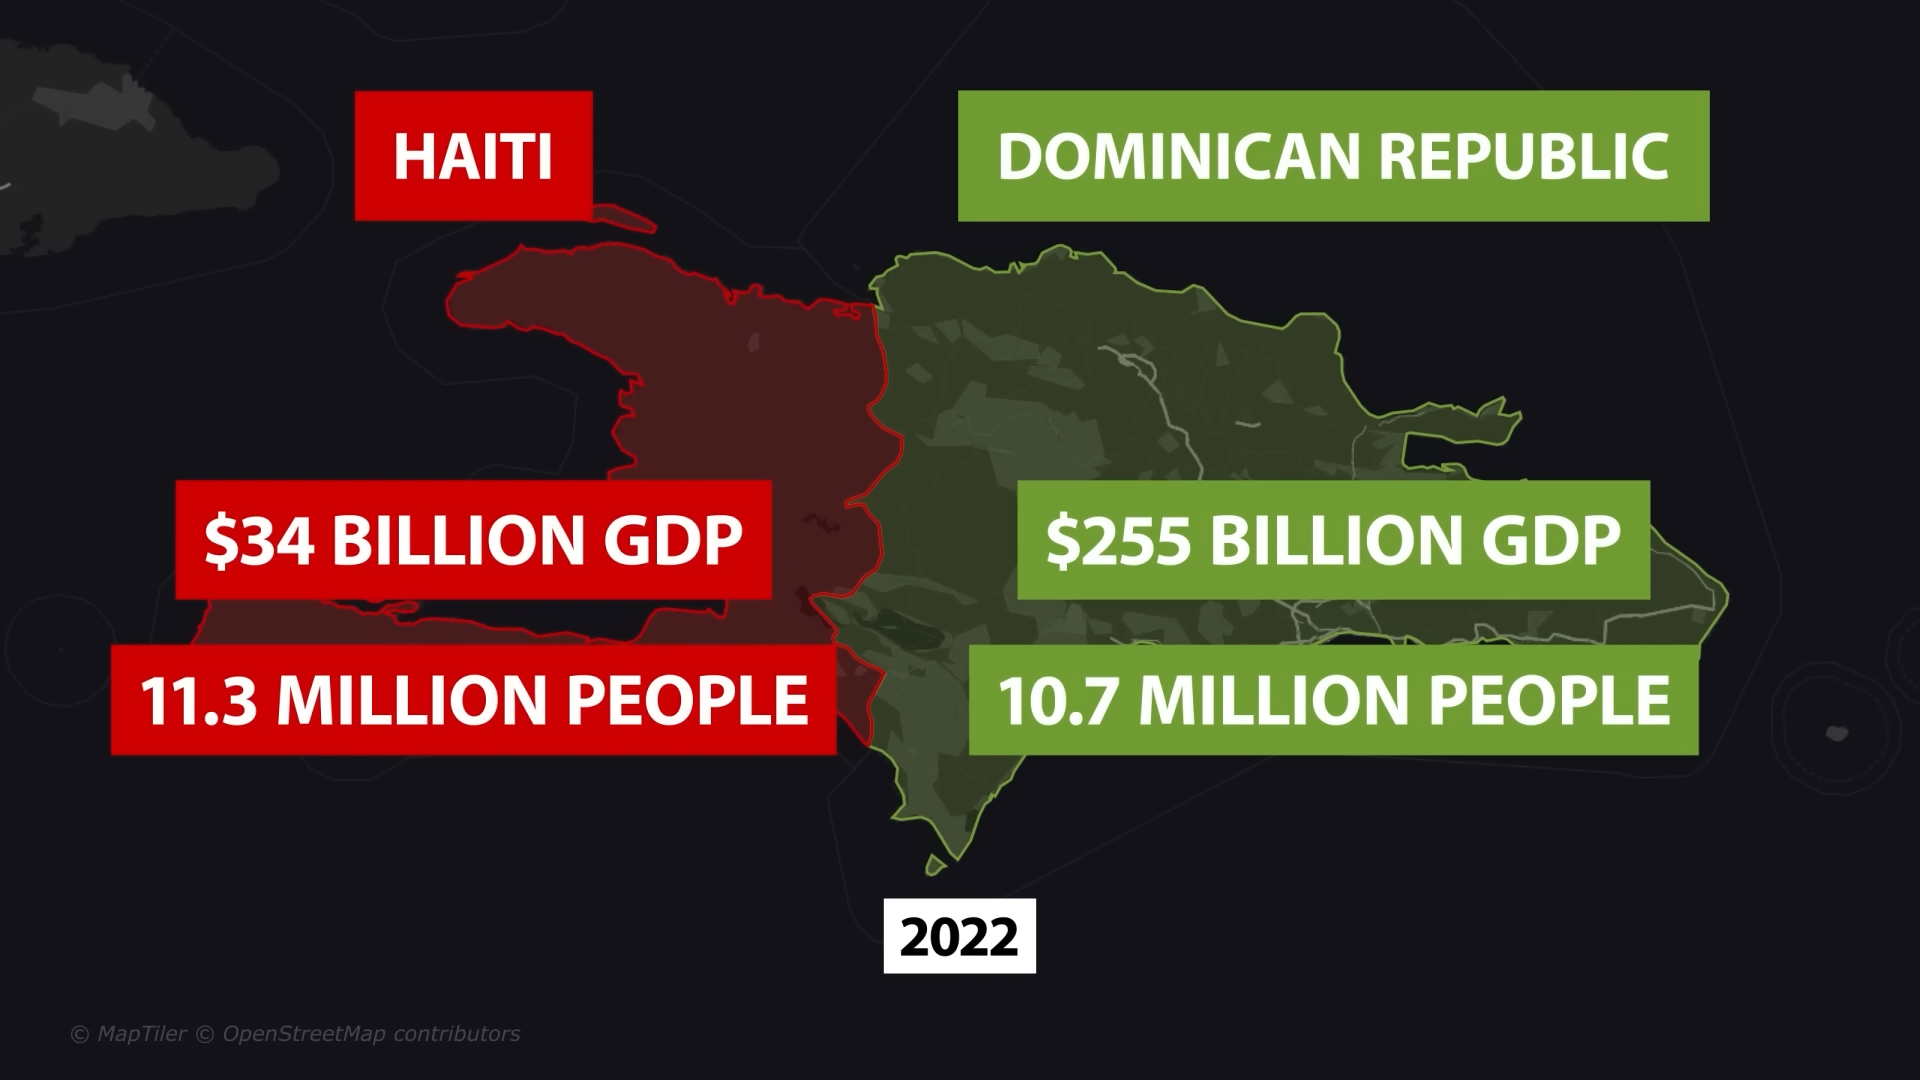 HAITI
DOMINICAN REPUBLIC
$34 BILLION GDP
$255 BILLION GDP
11.3 MILLION PEOPLE
10.7 MILLION PEOPLE
2022
© MapTiler © OpenStreetMap contributors